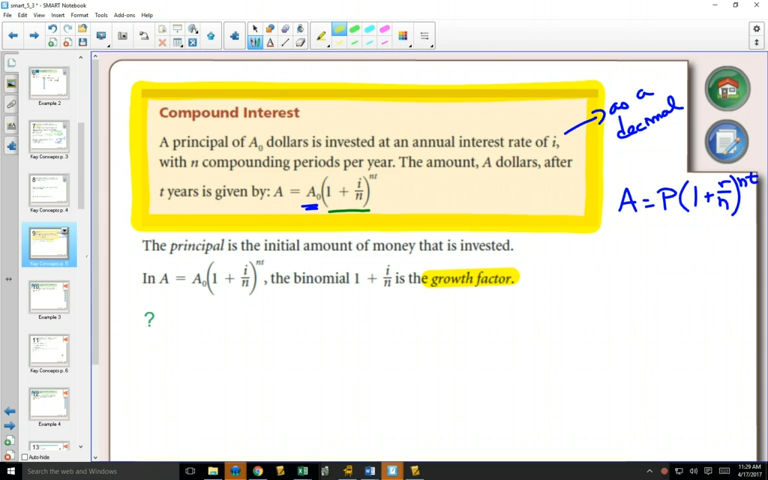 smart_5_3 * - SMART Notebook
File Edit View Insert Format Tools Add-ons Help
Example 2
Key Concepts p. 3
Key Concepts p. 4
Example 3
Key Concepts p. 6
Example 4
Auto-hide
Compound Interest
A principal of A₀ dollars is invested at an annual interest rate of i,
with n compounding periods per year. The amount, A dollars, after
t years is given by: A = A₀(1 + i/n)^nt
as a
decimal
A = P(1 + r/n)^nt
The principal is the initial amount of money that is invested.
In A = A₀(1 + i/n)^nt, the binomial 1 + i/n is the growth factor.
?
Search the web and Windows
11:29 AM
4/17/2017